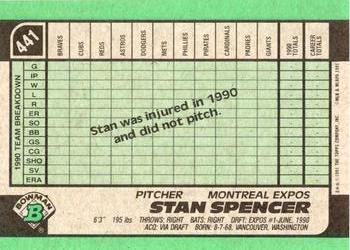 441
BRAVES
CUBS
REDS
ASTROS
DODGERS
METS
PHILLIES
PIRATES
CARDINALS
PADRES
GIANTS
1990 TOTALS
CAREER TOTALS
1990 TEAM BREAKDOWN
G
IP
W
L
R
ER
SO
BB
GS
CG
SHO
SV
ERA
Stan was injured in 1990
and did not pitch.
BOWMAN
B
PITCHER MONTREAL EXPOS
STAN SPENCER
6'3" 195 lbs THROWS: RIGHT BATS: RIGHT DRFT: EXPOS #1-JUNE, 1990
ACQ: VIA DRAFT BORN: 8-7-68, VANCOUVER, WASHINGTON